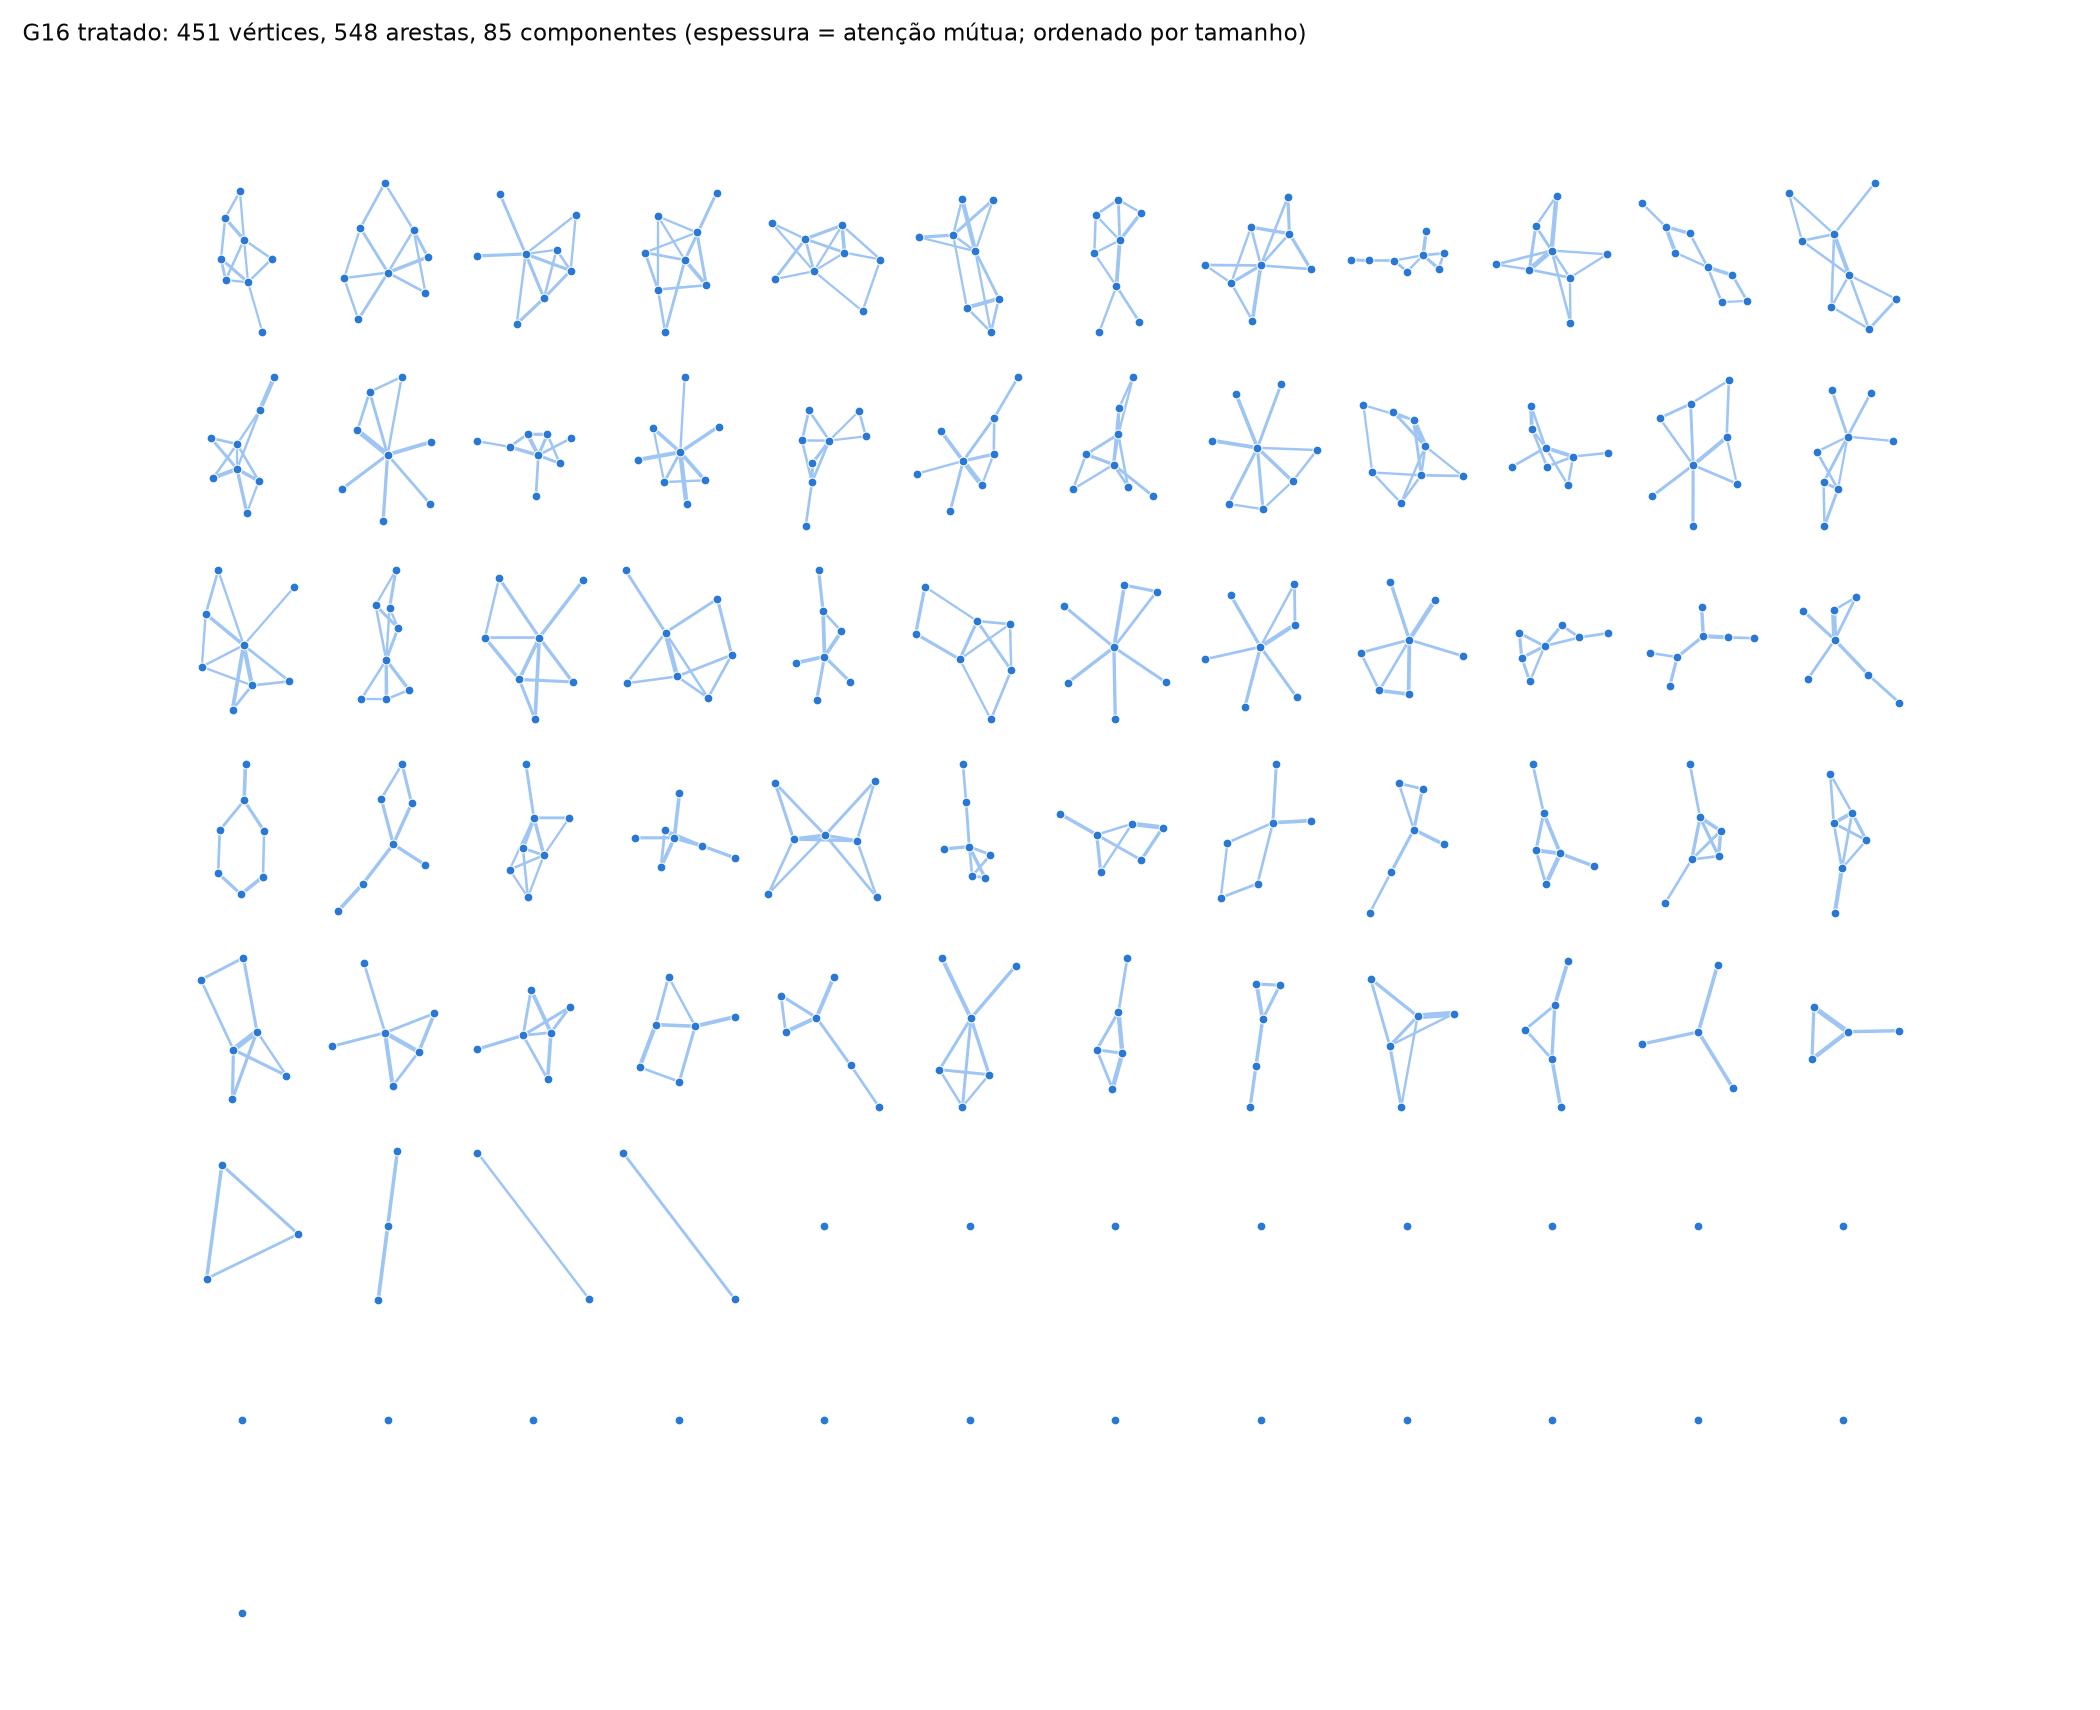 G16 tratado: 451 vértices, 548 arestas, 85 componentes (espessura = atenção mútua; ordenado por tamanho)